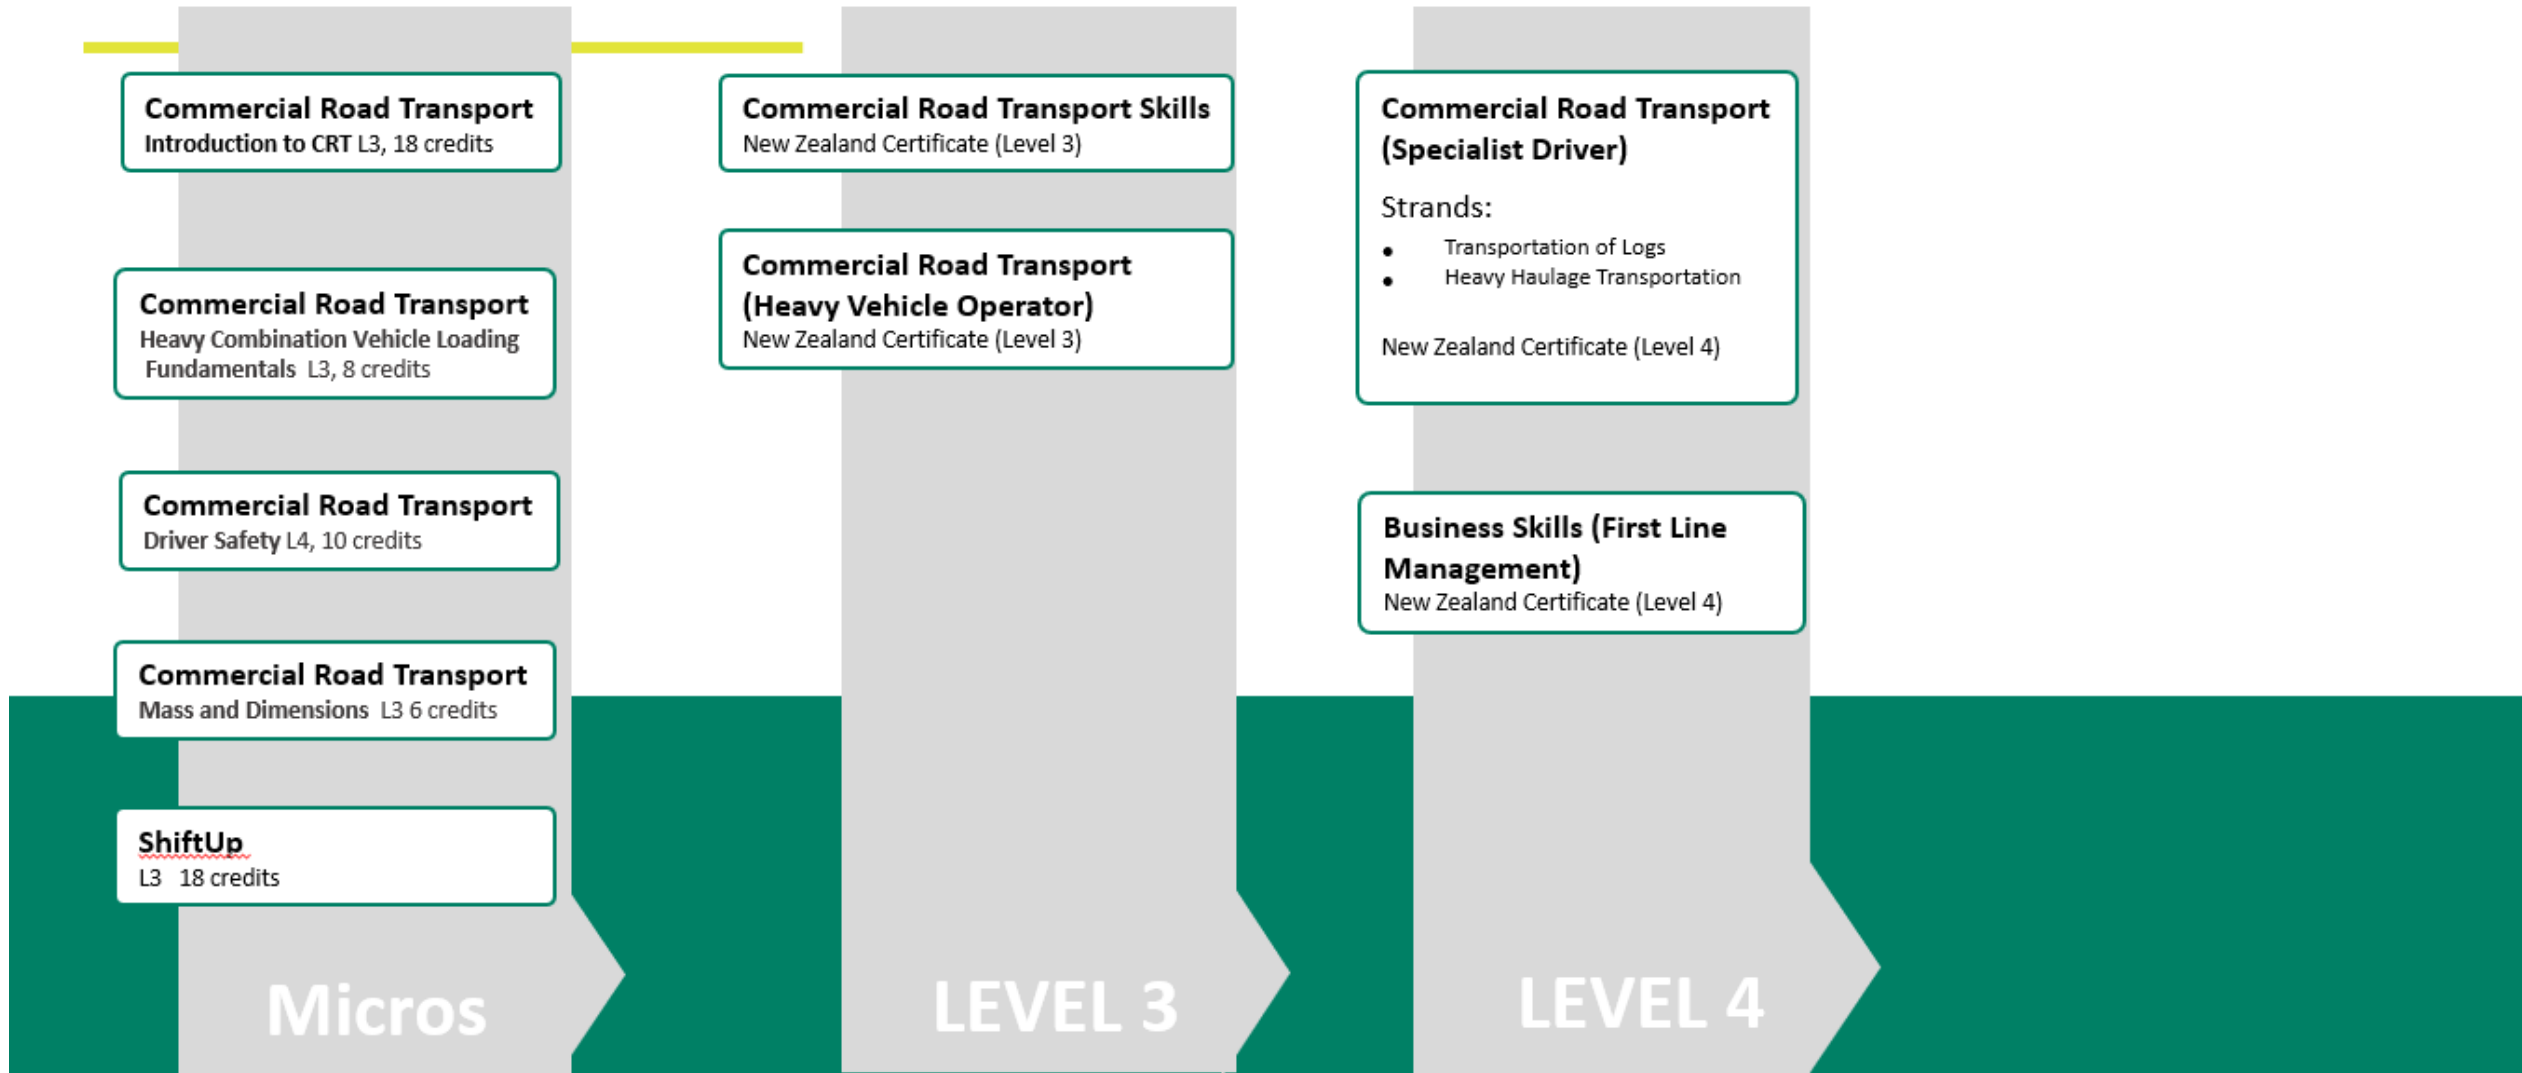 Commercial Road Transport
Introduction to CRT L3, 18 credits
Commercial Road Transport
Heavy Combination Vehicle Loading
Fundamentals L3, 8 credits
Commercial Road Transport
Driver Safety L4, 10 credits
Commercial Road Transport
Mass and Dimensions L3 6 credits
ShiftUp
L3 18 credits
Micros
Commercial Road Transport Skills
New Zealand Certificate (Level 3)
Commercial Road Transport
(Heavy Vehicle Operator)
New Zealand Certificate (Level 3)
LEVEL 3
Commercial Road Transport
(Specialist Driver)
Strands:
• Transportation of Logs
• Heavy Haulage Transportation
New Zealand Certificate (Level 4)
Business Skills (First Line
Management)
New Zealand Certificate (Level 4)
LEVEL 4